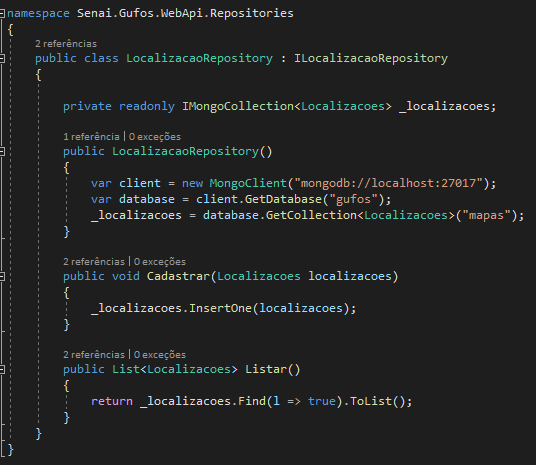 namespace Senai.Gufos.WebApi.Repositories
{
2 referências
public class LocalizacaoRepository : ILocalizacaoRepository
{
private readonly IMongoCollection<Localizacoes> _localizacoes;
1 referência | 0 exceções
public LocalizacaoRepository()
{
var client = new MongoClient("mongodb://localhost:27017");
var database = client.GetDatabase("gufos");
_localizacoes = database.GetCollection<Localizacoes>("mapas");
}
2 referências | 0 exceções
public void Cadastrar(Localizacoes localizacoes)
{
_localizacoes.InsertOne(localizacoes);
}
2 referências | 0 exceções
public List<Localizacoes> Listar()
{
return _localizacoes.Find(l => true).ToList();
}
}
}